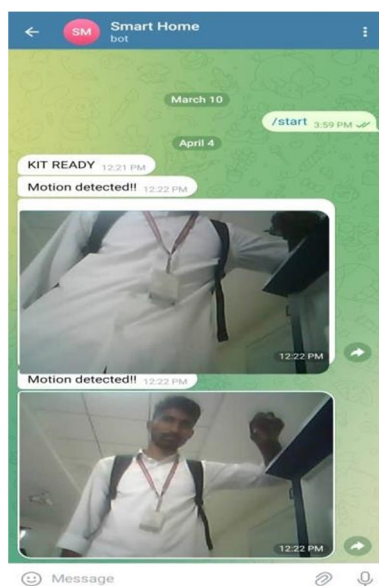 SM
Smart Home
bot
March 10
/start 3:59 PM
April 4
KIT READY 12:21 PM
Motion detected!! 12:22 PM
12:22 PM
Motion detected!! 12:22 PM
12:22 PM
Message